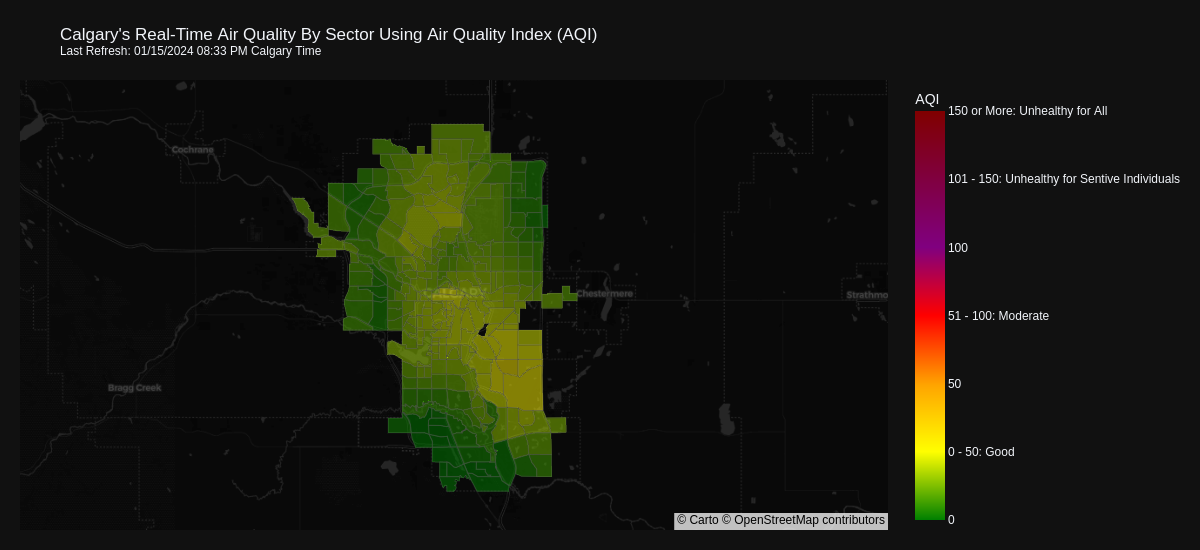 Calgary's Real-Time Air Quality By Sector Using Air Quality Index (AQI)
Last Refresh: 01/15/2024 08:33 PM Calgary Time
AQI
150 or More: Unhealthy for All
Cochrane
101 - 150: Unhealthy for Sentive Individuals
100
Chestermere
Strathmo
51 - 100: Moderate
Bragg Creek
50
0 - 50: Good
© Carto © OpenStreetMap contributors
0